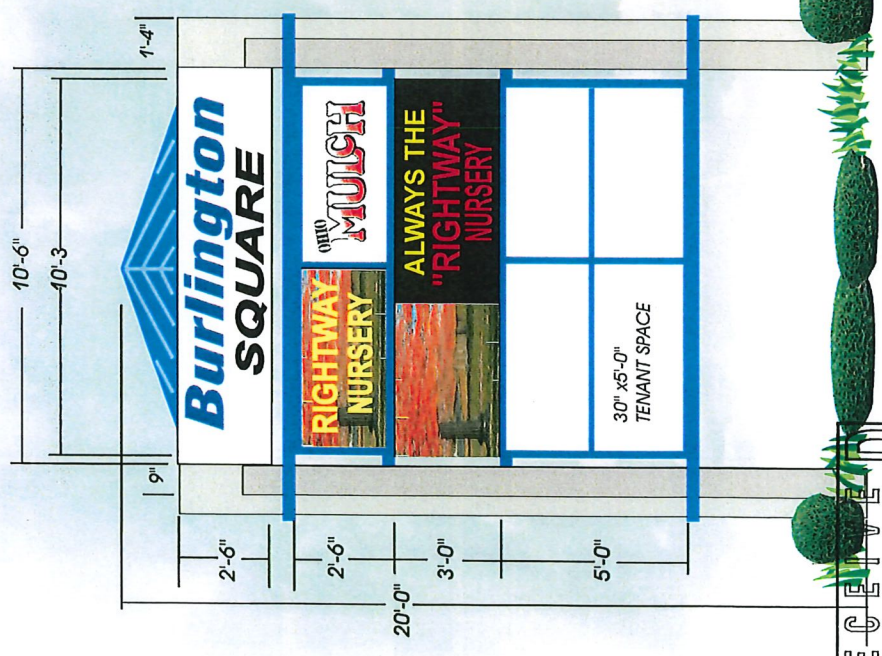 10'-6"
10'-3
1'-4"
9"
Burlington
SQUARE
2'-6"
RIGHTWAY
NURSERY
OHIO
MULCH
2'-6"
ALWAYS THE
"RIGHTWAY"
NURSERY
3'-0"
30" x5'-0"
TENANT SPACE
5'-0"
20'-0"